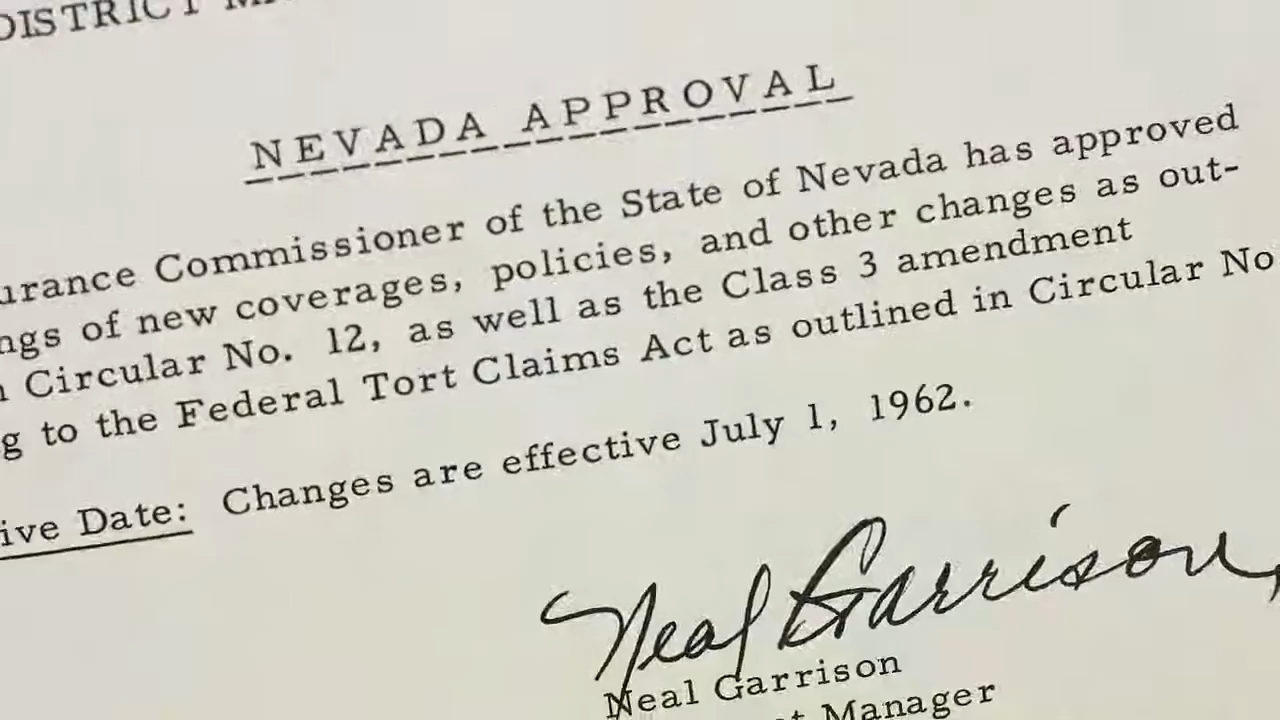 DISTRICT
NEVADA APPROVAL
urance Commissioner of the State of Nevada has approved
ngs of new coverages, policies, and other changes as out-
Circular No. 12, as well as the Class 3 amendment
g to the Federal Tort Claims Act as outlined in Circular No
ive Date: Changes are effective July 1, 1962.
Neal Garrison
Neal Garrison
Manager